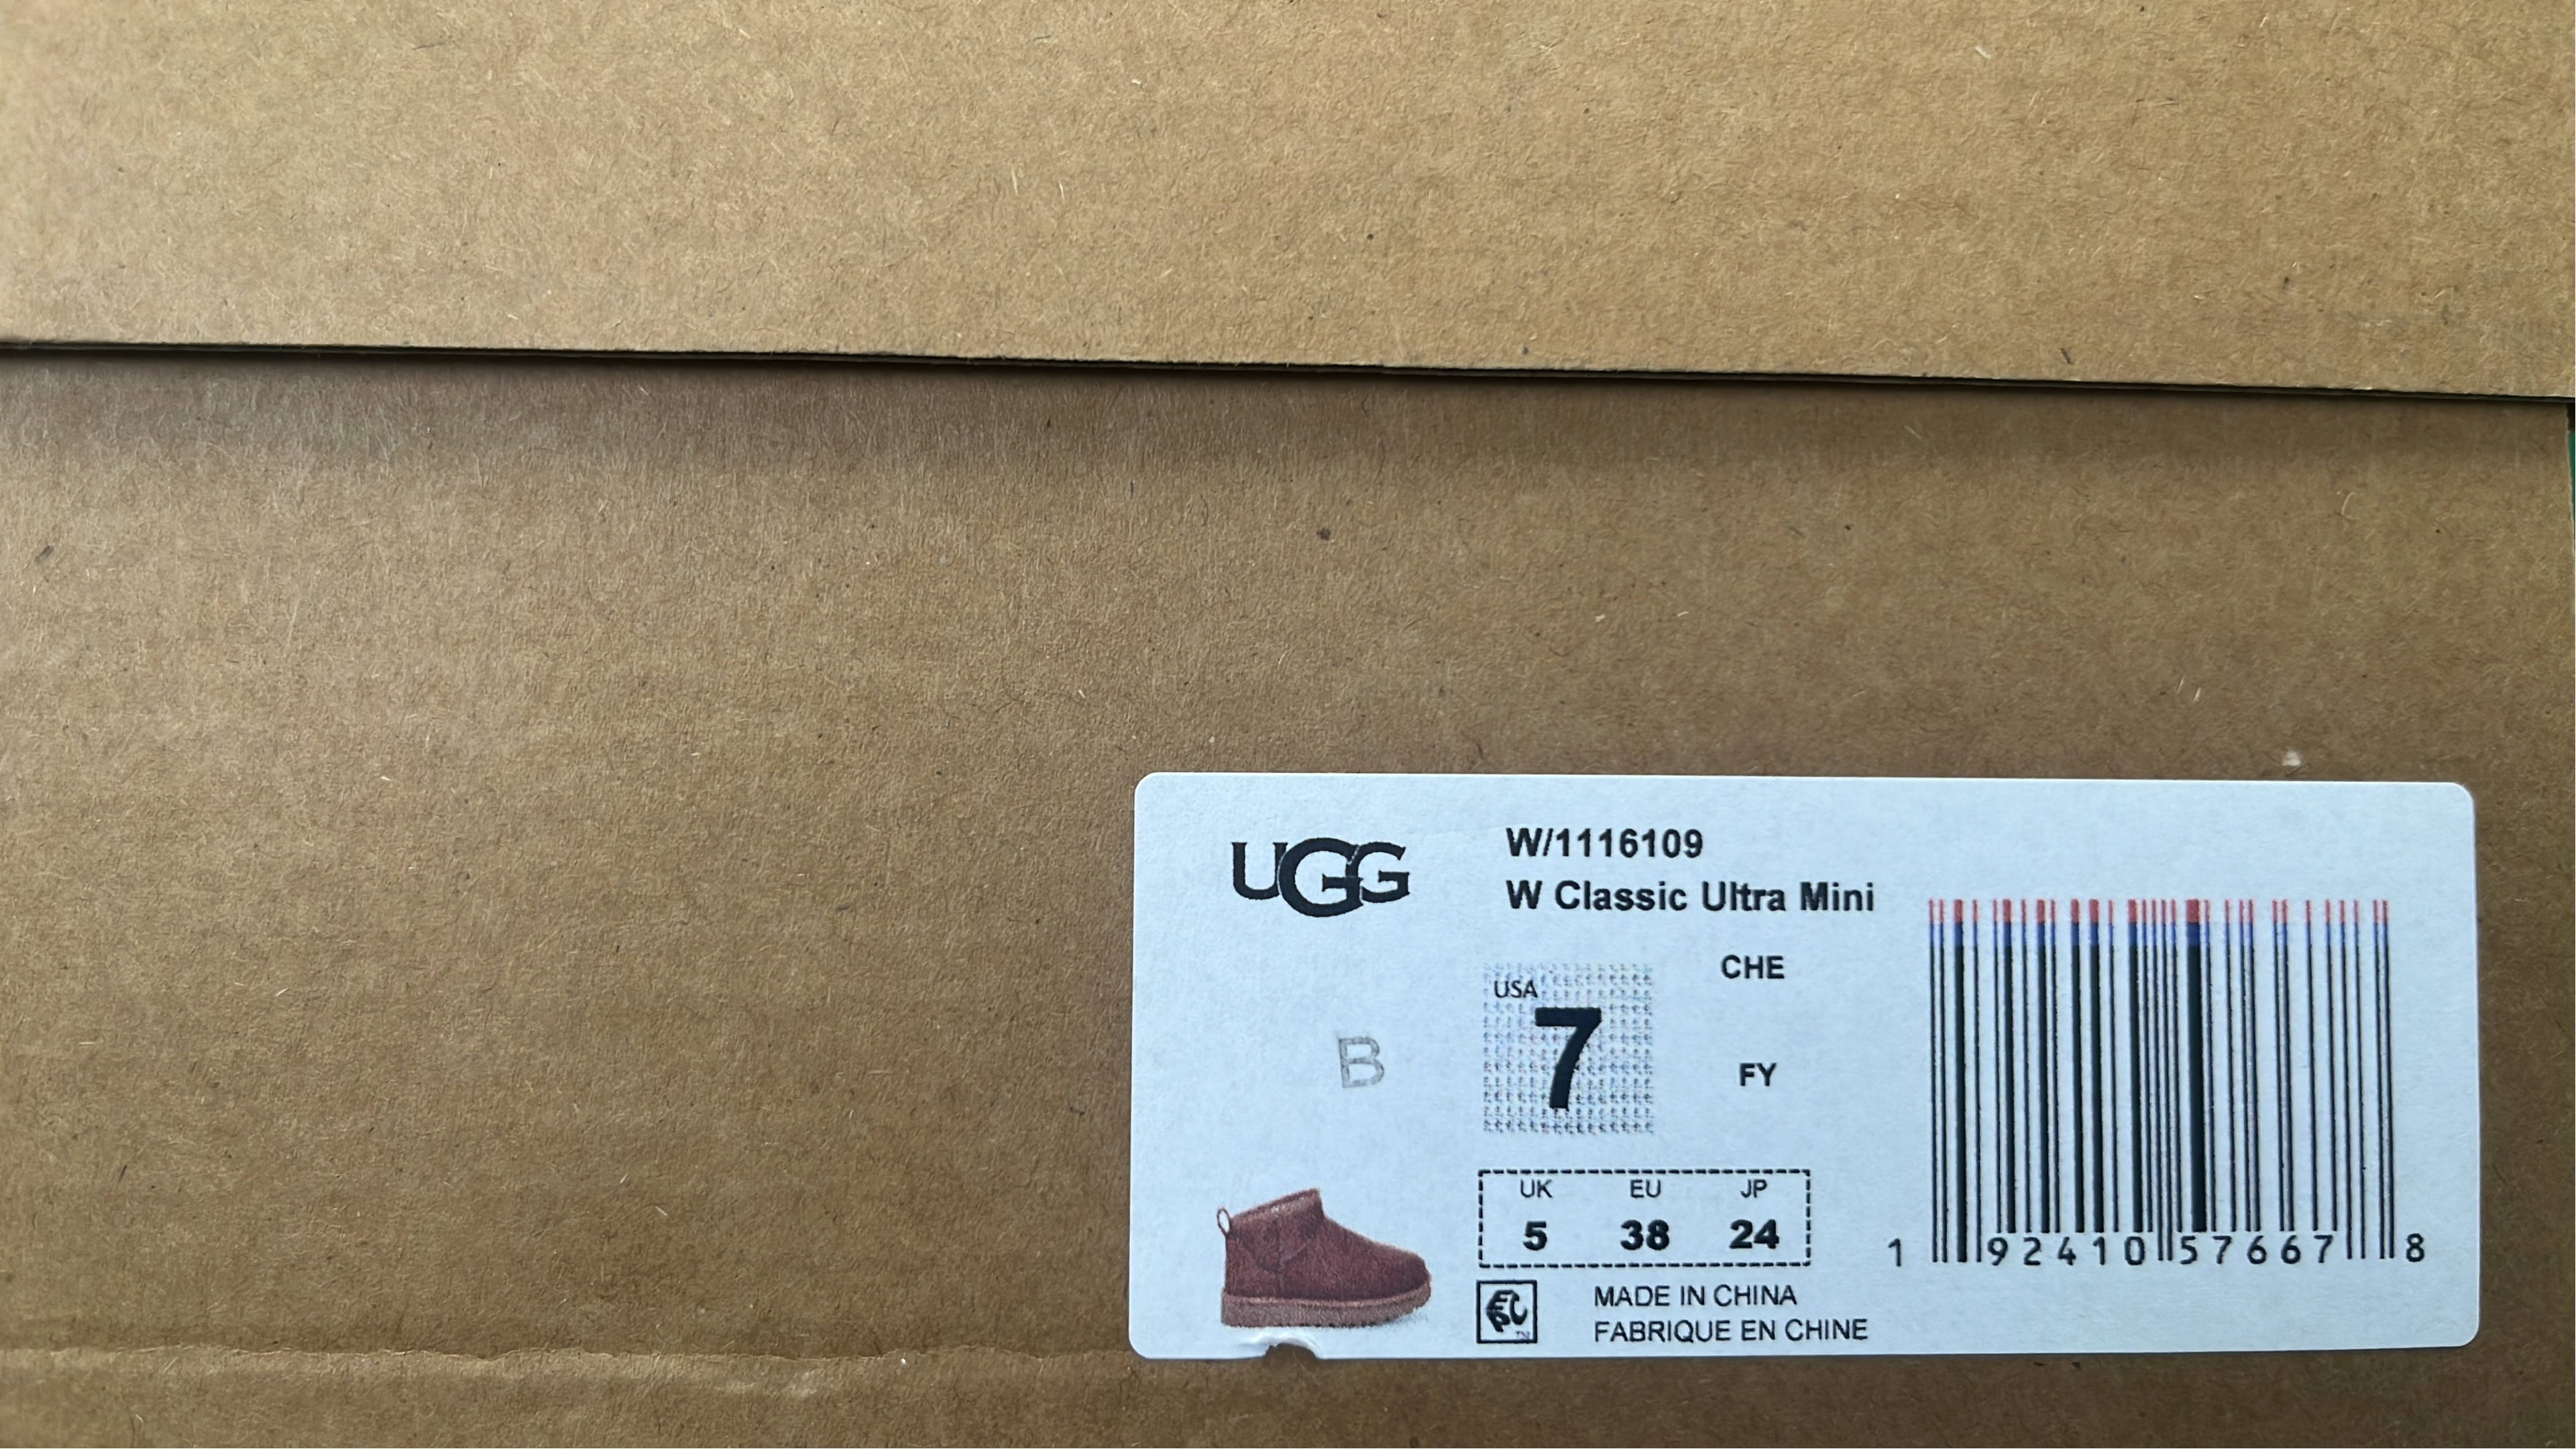 UGG
W/1116109
W Classic Ultra Mini
CHE
USA
7
B
FY
UK EU JP
5 38 24
1 92410 57667 8
MADE IN CHINA
FABRIQUE EN CHINE